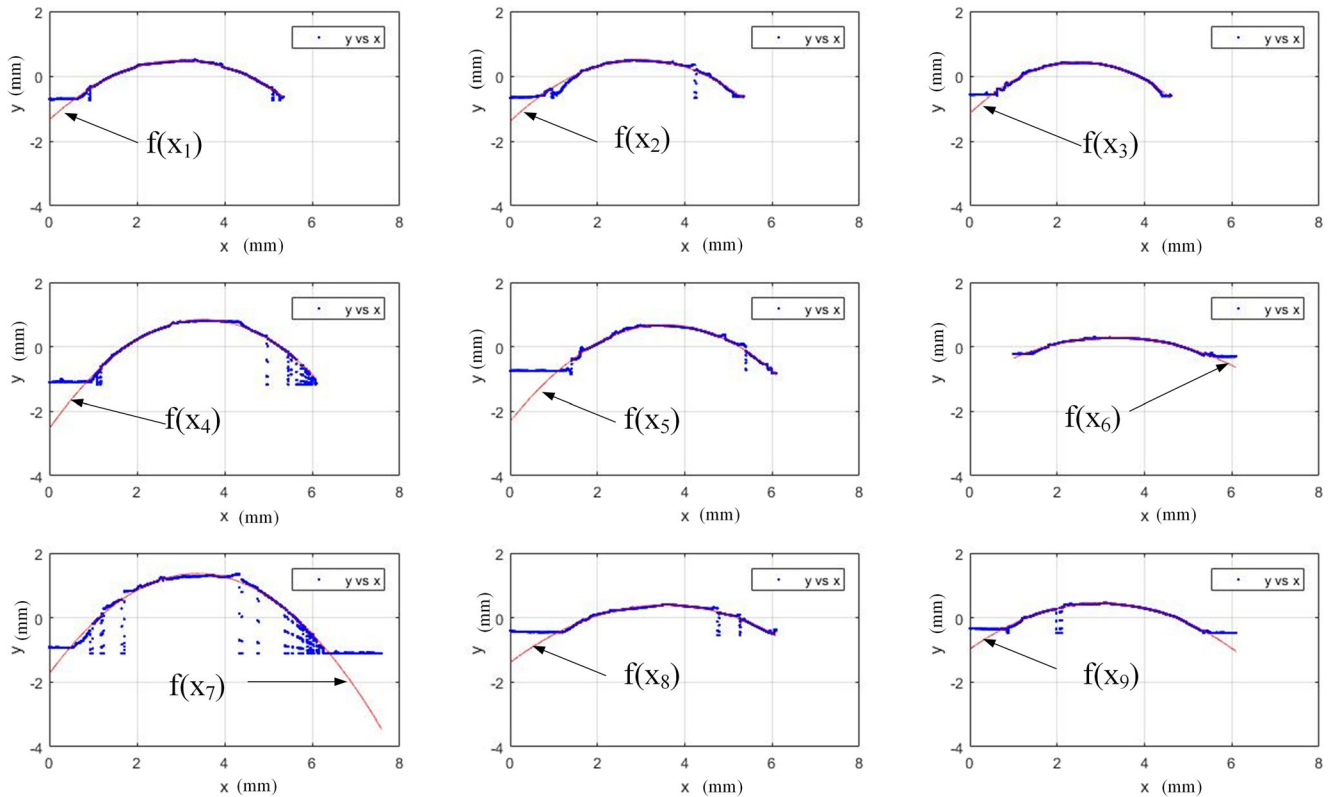 2
y vs x
0
y (mm)
-2
f(x₁)
-4
0 2 4 6 8
x (mm)
2
y vs x
0
y (mm)
-2
f(x₂)
-4
0 2 4 6 8
x (mm)
2
y vs x
0
y (mm)
-2
f(x₃)
-4
0 2 4 6 8
x (mm)
2
y vs x
0
y (mm)
-2
f(x₄)
-4
0 2 4 6 8
x (mm)
2
y vs x
0
y (mm)
-2
f(x₅)
-4
0 2 4 6 8
x (mm)
2
y vs x
0
y (mm)
-2
f(x₆)
-4
0 2 4 6 8
x (mm)
2
y vs x
0
y (mm)
-2
f(x₇)
-4
0 2 4 6 8
x (mm)
2
y vs x
0
y (mm)
-2
f(x₈)
-4
0 2 4 6 8
x (mm)
2
y vs x
0
y (mm)
-2
f(x₉)
-4
0 2 4 6 8
x (mm)